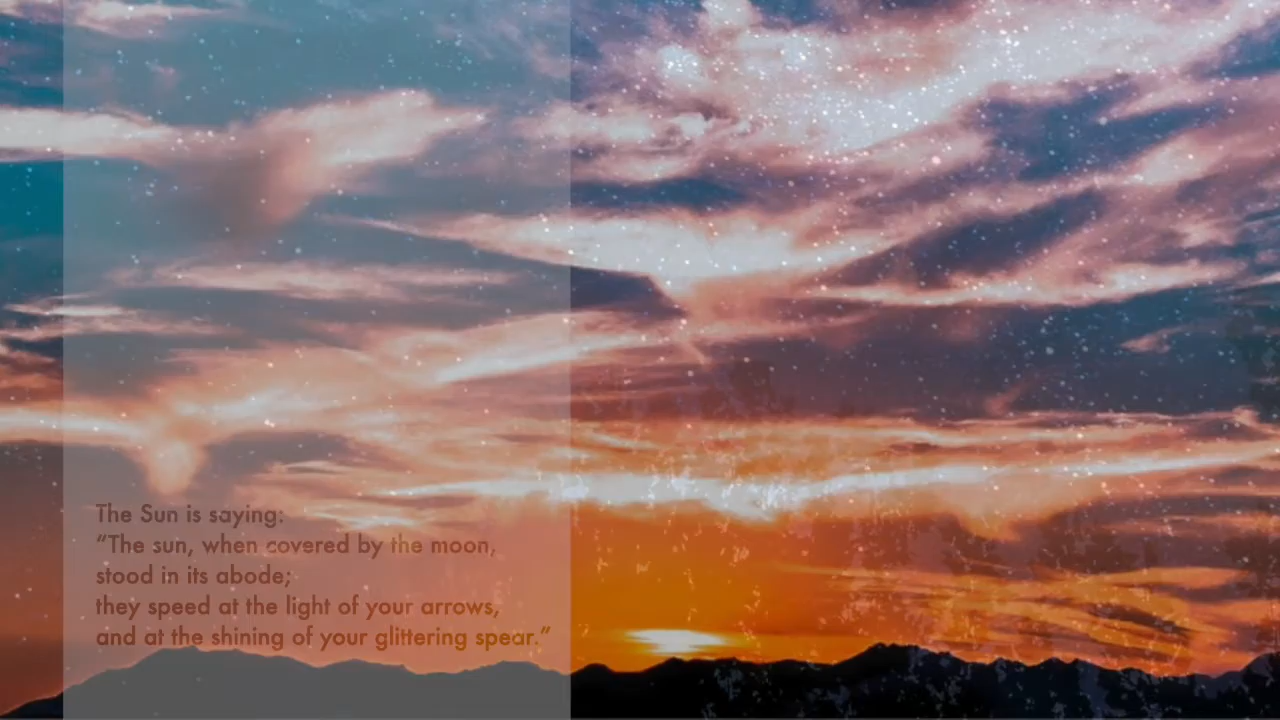 The Sun is saying:
“The sun, when covered by the moon,
stood in its abode;
they speed at the light of your arrows,
and at the shining of your glittering spear.”